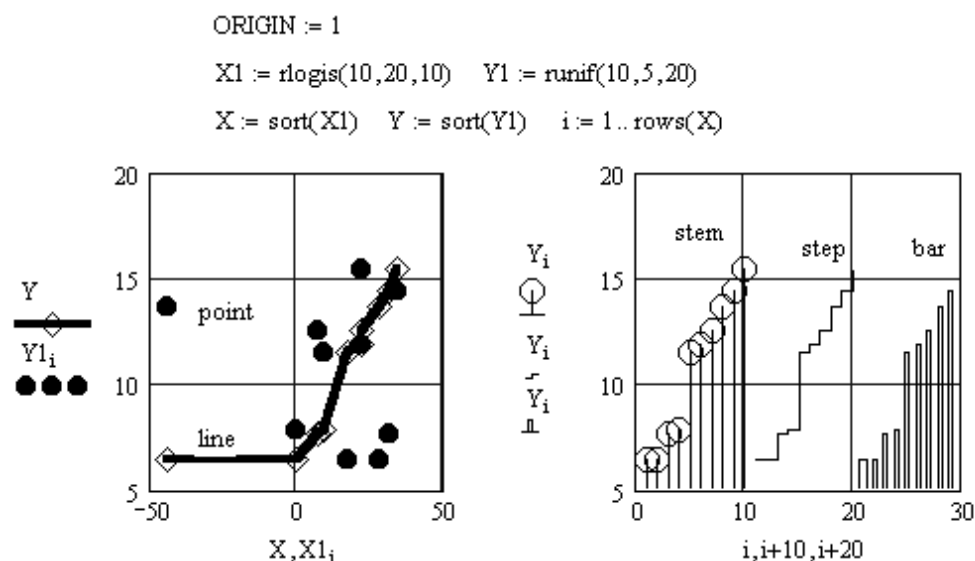 ORIGIN := 1
X1 := rlogis(10,20,10) Y1 := runif(10,5,20)
X := sort(X1) Y := sort(Y1) i := 1 .. rows(X)
20
15
10
5
−50 0 50
Y
Y1ᵢ
point
line
X,X1ᵢ
20
15
10
5
0 10 20 30
Yᵢ
Yᵢ
Yᵢ
stem step bar
i,i+10,i+20